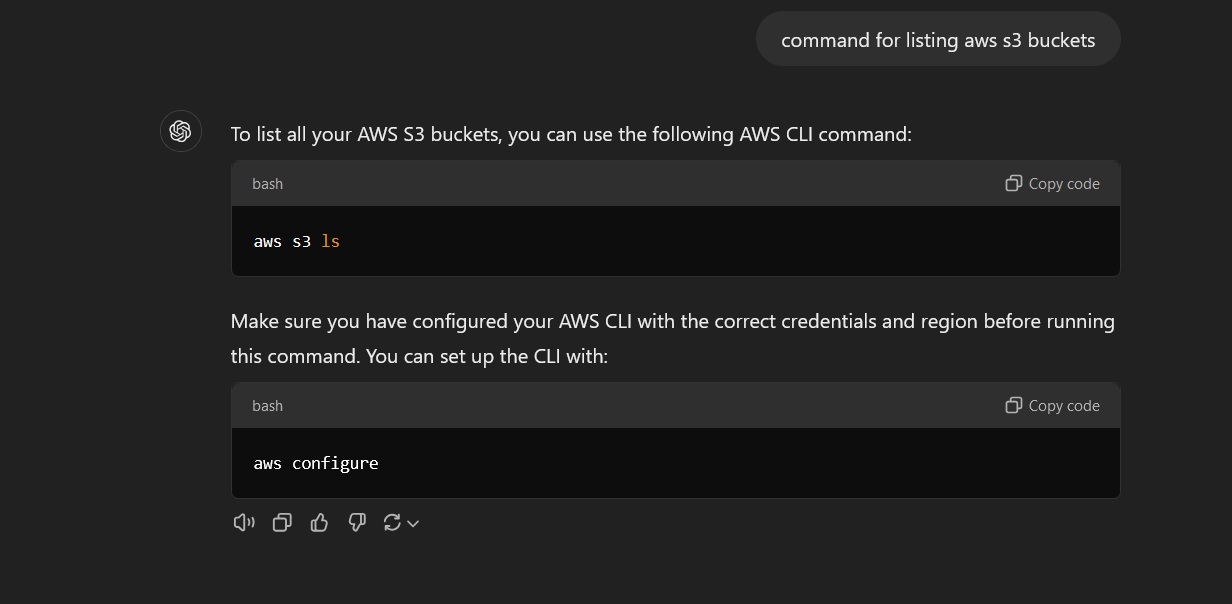 command for listing aws s3 buckets
To list all your AWS S3 buckets, you can use the following AWS CLI command:
bash
Copy code
aws s3 ls
Make sure you have configured your AWS CLI with the correct credentials and region before running
this command. You can set up the CLI with:
bash
Copy code
aws configure